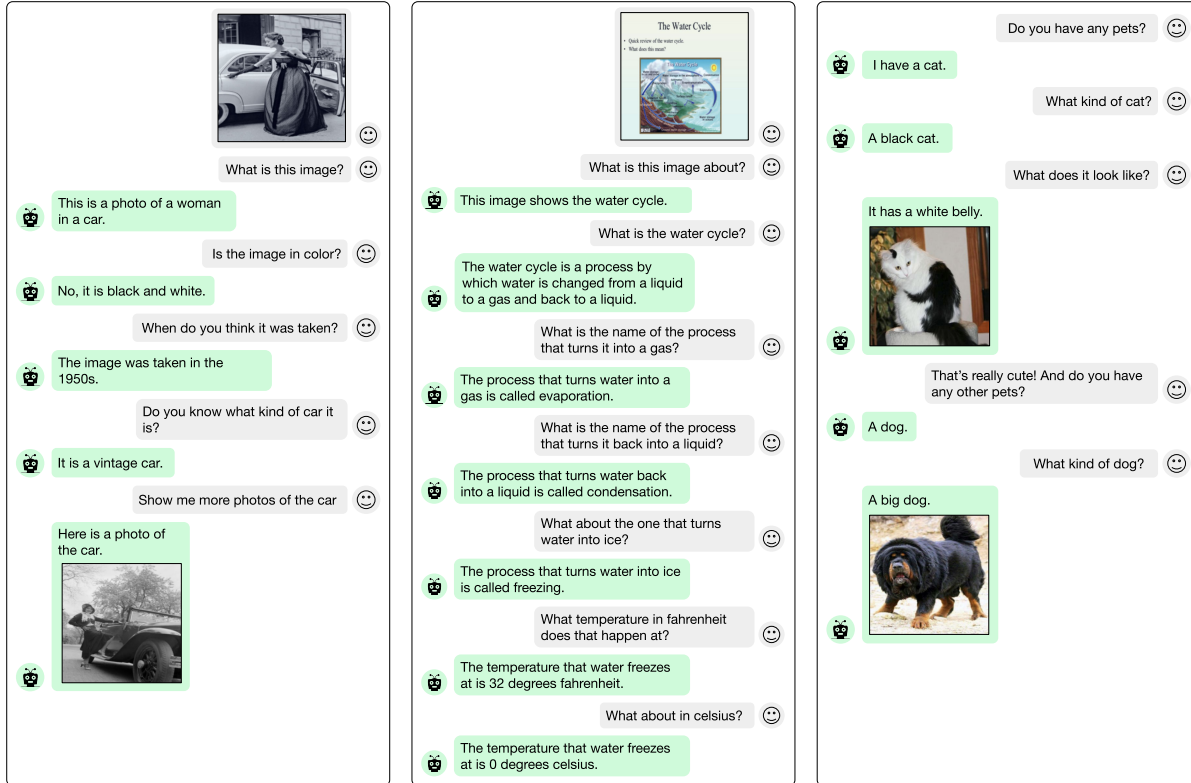 What is this image?
This is a photo of a woman
in a car.
Is the image in color?
No, it is black and white.
When do you think it was taken?
The image was taken in the
1950s.
Do you know what kind of car it
is?
It is a vintage car.
Show me more photos of the car
Here is a photo of
the car.
The Water Cycle
Quick review of the water cycle
What does this mean?
What is this image about?
This image shows the water cycle.
What is the water cycle?
The water cycle is a process by
which water is changed from a liquid
to a gas and back to a liquid.
What is the name of the process
that turns it into a gas?
The process that turns water into a
gas is called evaporation.
What is the name of the process
that turns it back into a liquid?
The process that turns water back
into a liquid is called condensation.
What about the one that turns
water into ice?
The process that turns water into ice
is called freezing.
What temperature in fahrenheit
does that happen at?
The temperature that water freezes
at is 32 degrees fahrenheit.
What about in celsius?
The temperature that water freezes
at is 0 degrees celsius.
Do you have any pets?
I have a cat.
What kind of cat?
A black cat.
What does it look like?
It has a white belly.
That's really cute! And do you have
any other pets?
A dog.
What kind of dog?
A big dog.